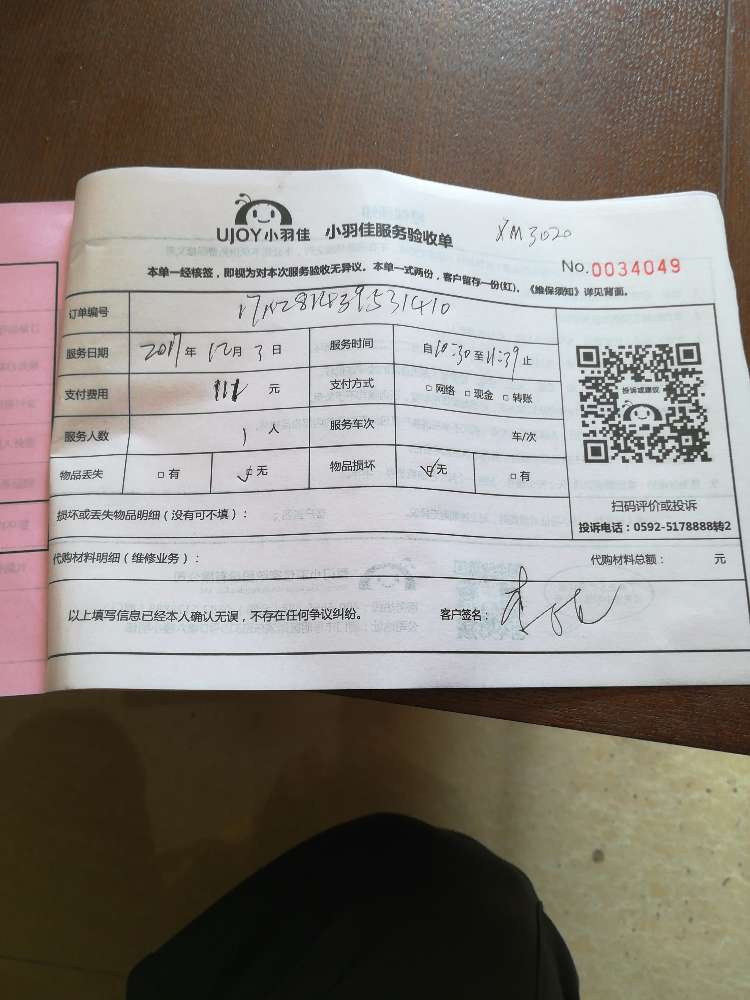 UJOY小羽佳 小羽佳服务验收单 XM3020
No.0034049
本单一经核签，即视为对本次服务验收无异议。本单一式两份，客户留存一份(红)。《维保须知》详见背面。
订单编号
服务日期 2017年 12月 3日 服务时间 自10:30至11:39止
支付费用 111 元 支付方式 □网络 □现金 □转账
服务人数 1 人 服务车次 车/次
物品丢失 □有 ☑无 物品损坏 ☑无 □有
投诉或建议
扫码评价或投诉
投诉电话：0592-5178888转2
损坏或丢失物品明细（没有可不填）：
代购材料明细（维修业务）： 代购材料总额： 元
以上填写信息已经本人确认无误，不存在任何争议纠纷。 客户签名：